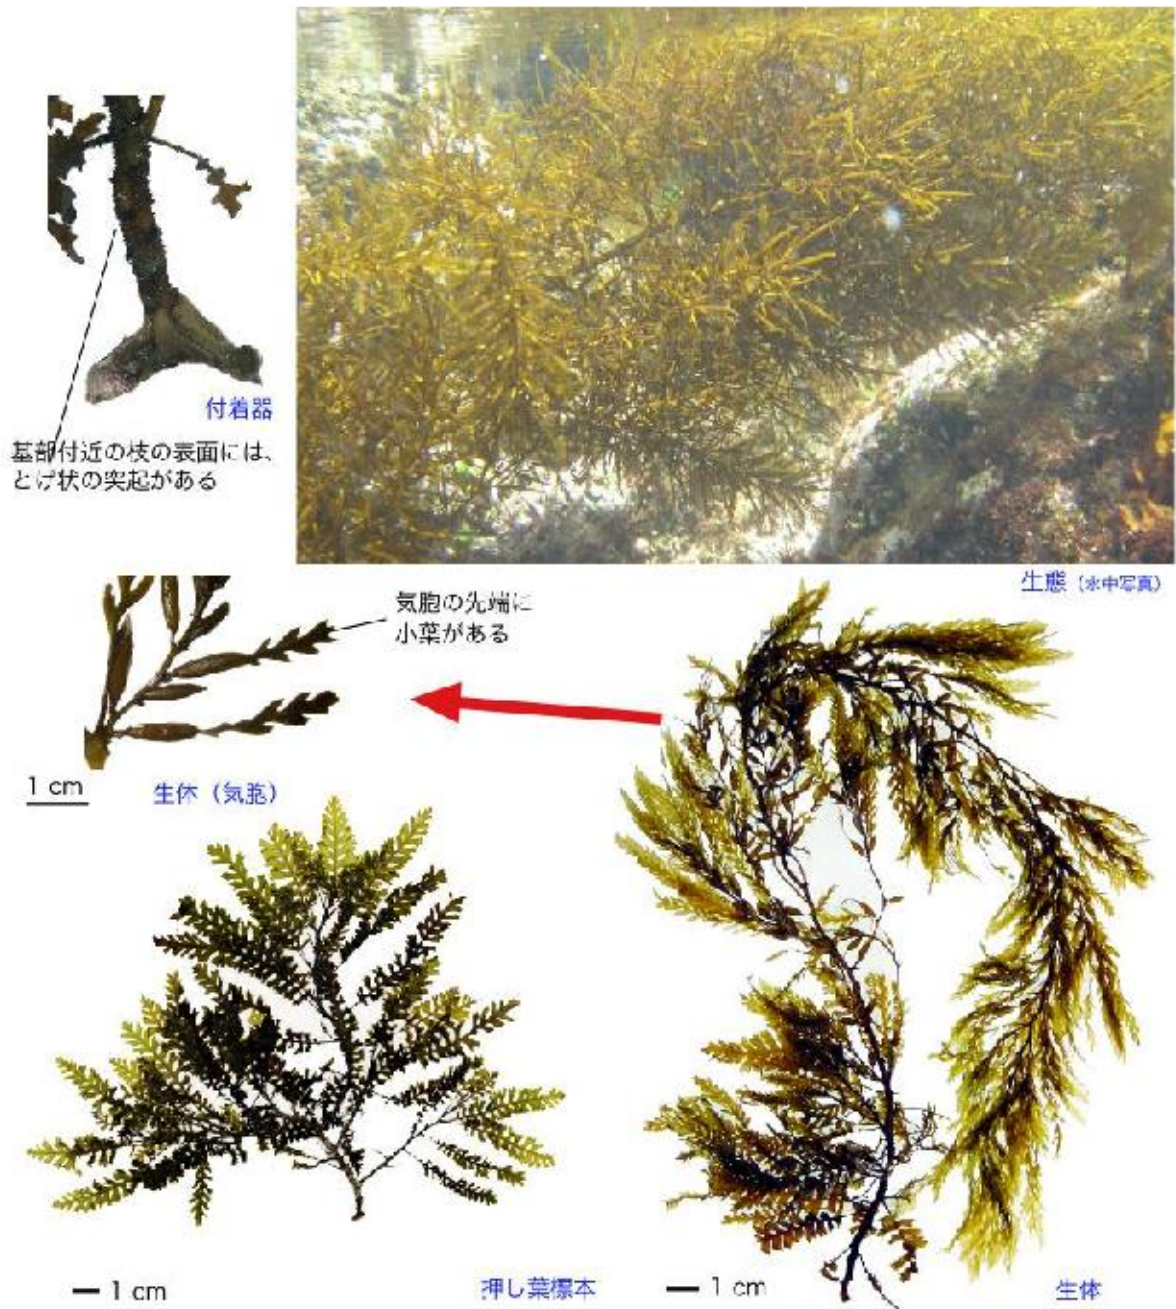 付着器
基部付近の枝の表面には、
とげ状の突起がある
生態（水中写真）
気胞の先端に
小葉がある
1 cm
生体（気胞）
1 cm
押し葉標本
1 cm
生体